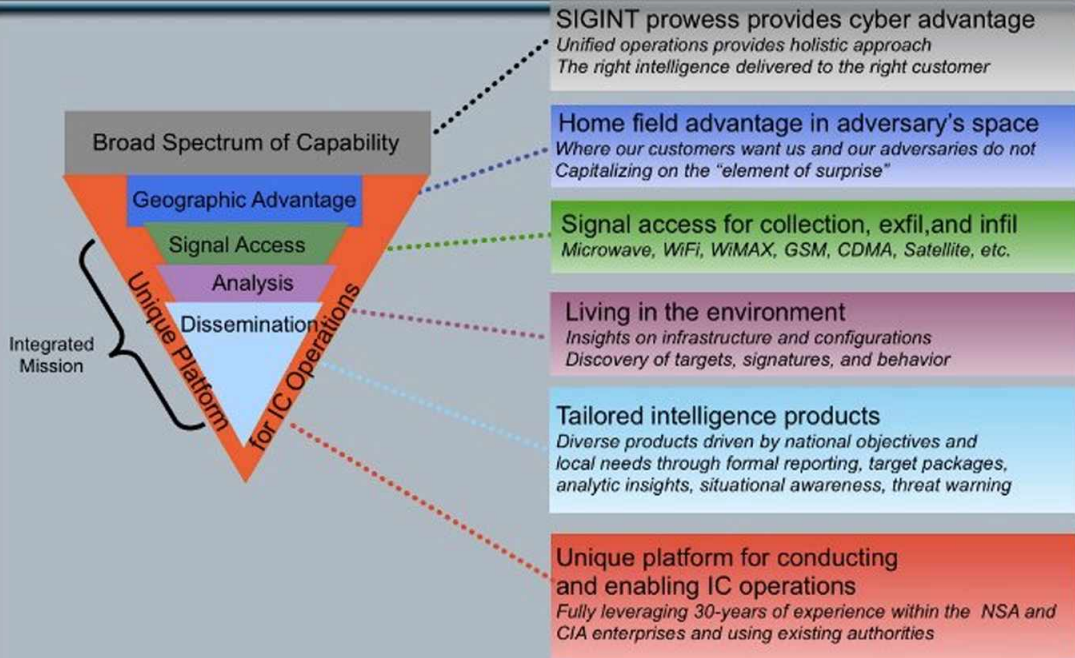 SIGINT prowess provides cyber advantage
Unified operations provides holistic approach
The right intelligence delivered to the right customer
Broad Spectrum of Capability
Home field advantage in adversary's space
Where our customers want us and our adversaries do not
Capitalizing on the “element of surprise”
Geographic Advantage
Signal access for collection, exfil,and infil
Microwave, WiFi, WiMAX, GSM, CDMA, Satellite, etc.
Signal Access
Analysis
Living in the environment
Insights on infrastructure and configurations
Discovery of targets, signatures, and behavior
Dissemination
Integrated
Mission
Unique Platform
for IC Operations
Tailored intelligence products
Diverse products driven by national objectives and
local needs through formal reporting, target packages,
analytic insights, situational awareness, threat warning
Unique platform for conducting
and enabling IC operations
Fully leveraging 30-years of experience within the NSA and
CIA enterprises and using existing authorities